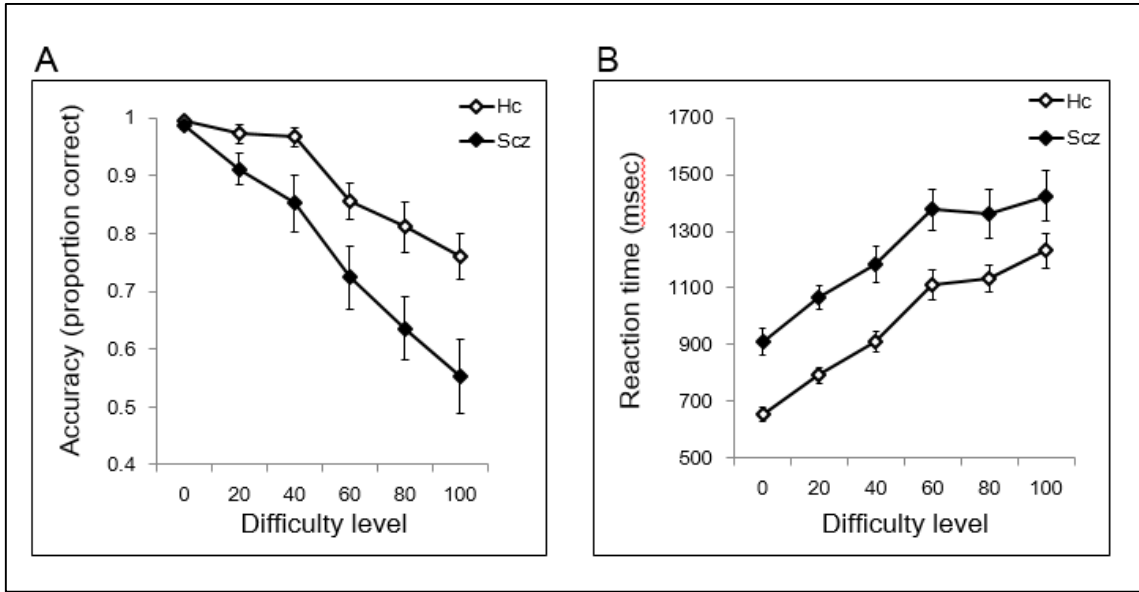 A
Accuracy (proportion correct)
1
0.9
0.8
0.7
0.6
0.5
0.4
0 20 40 60 80 100
Difficulty level
Hc
Scz
B
Reaction time (msec)
1700
1500
1300
1100
900
700
500
0 20 40 60 80 100
Difficulty level
Hc
Scz